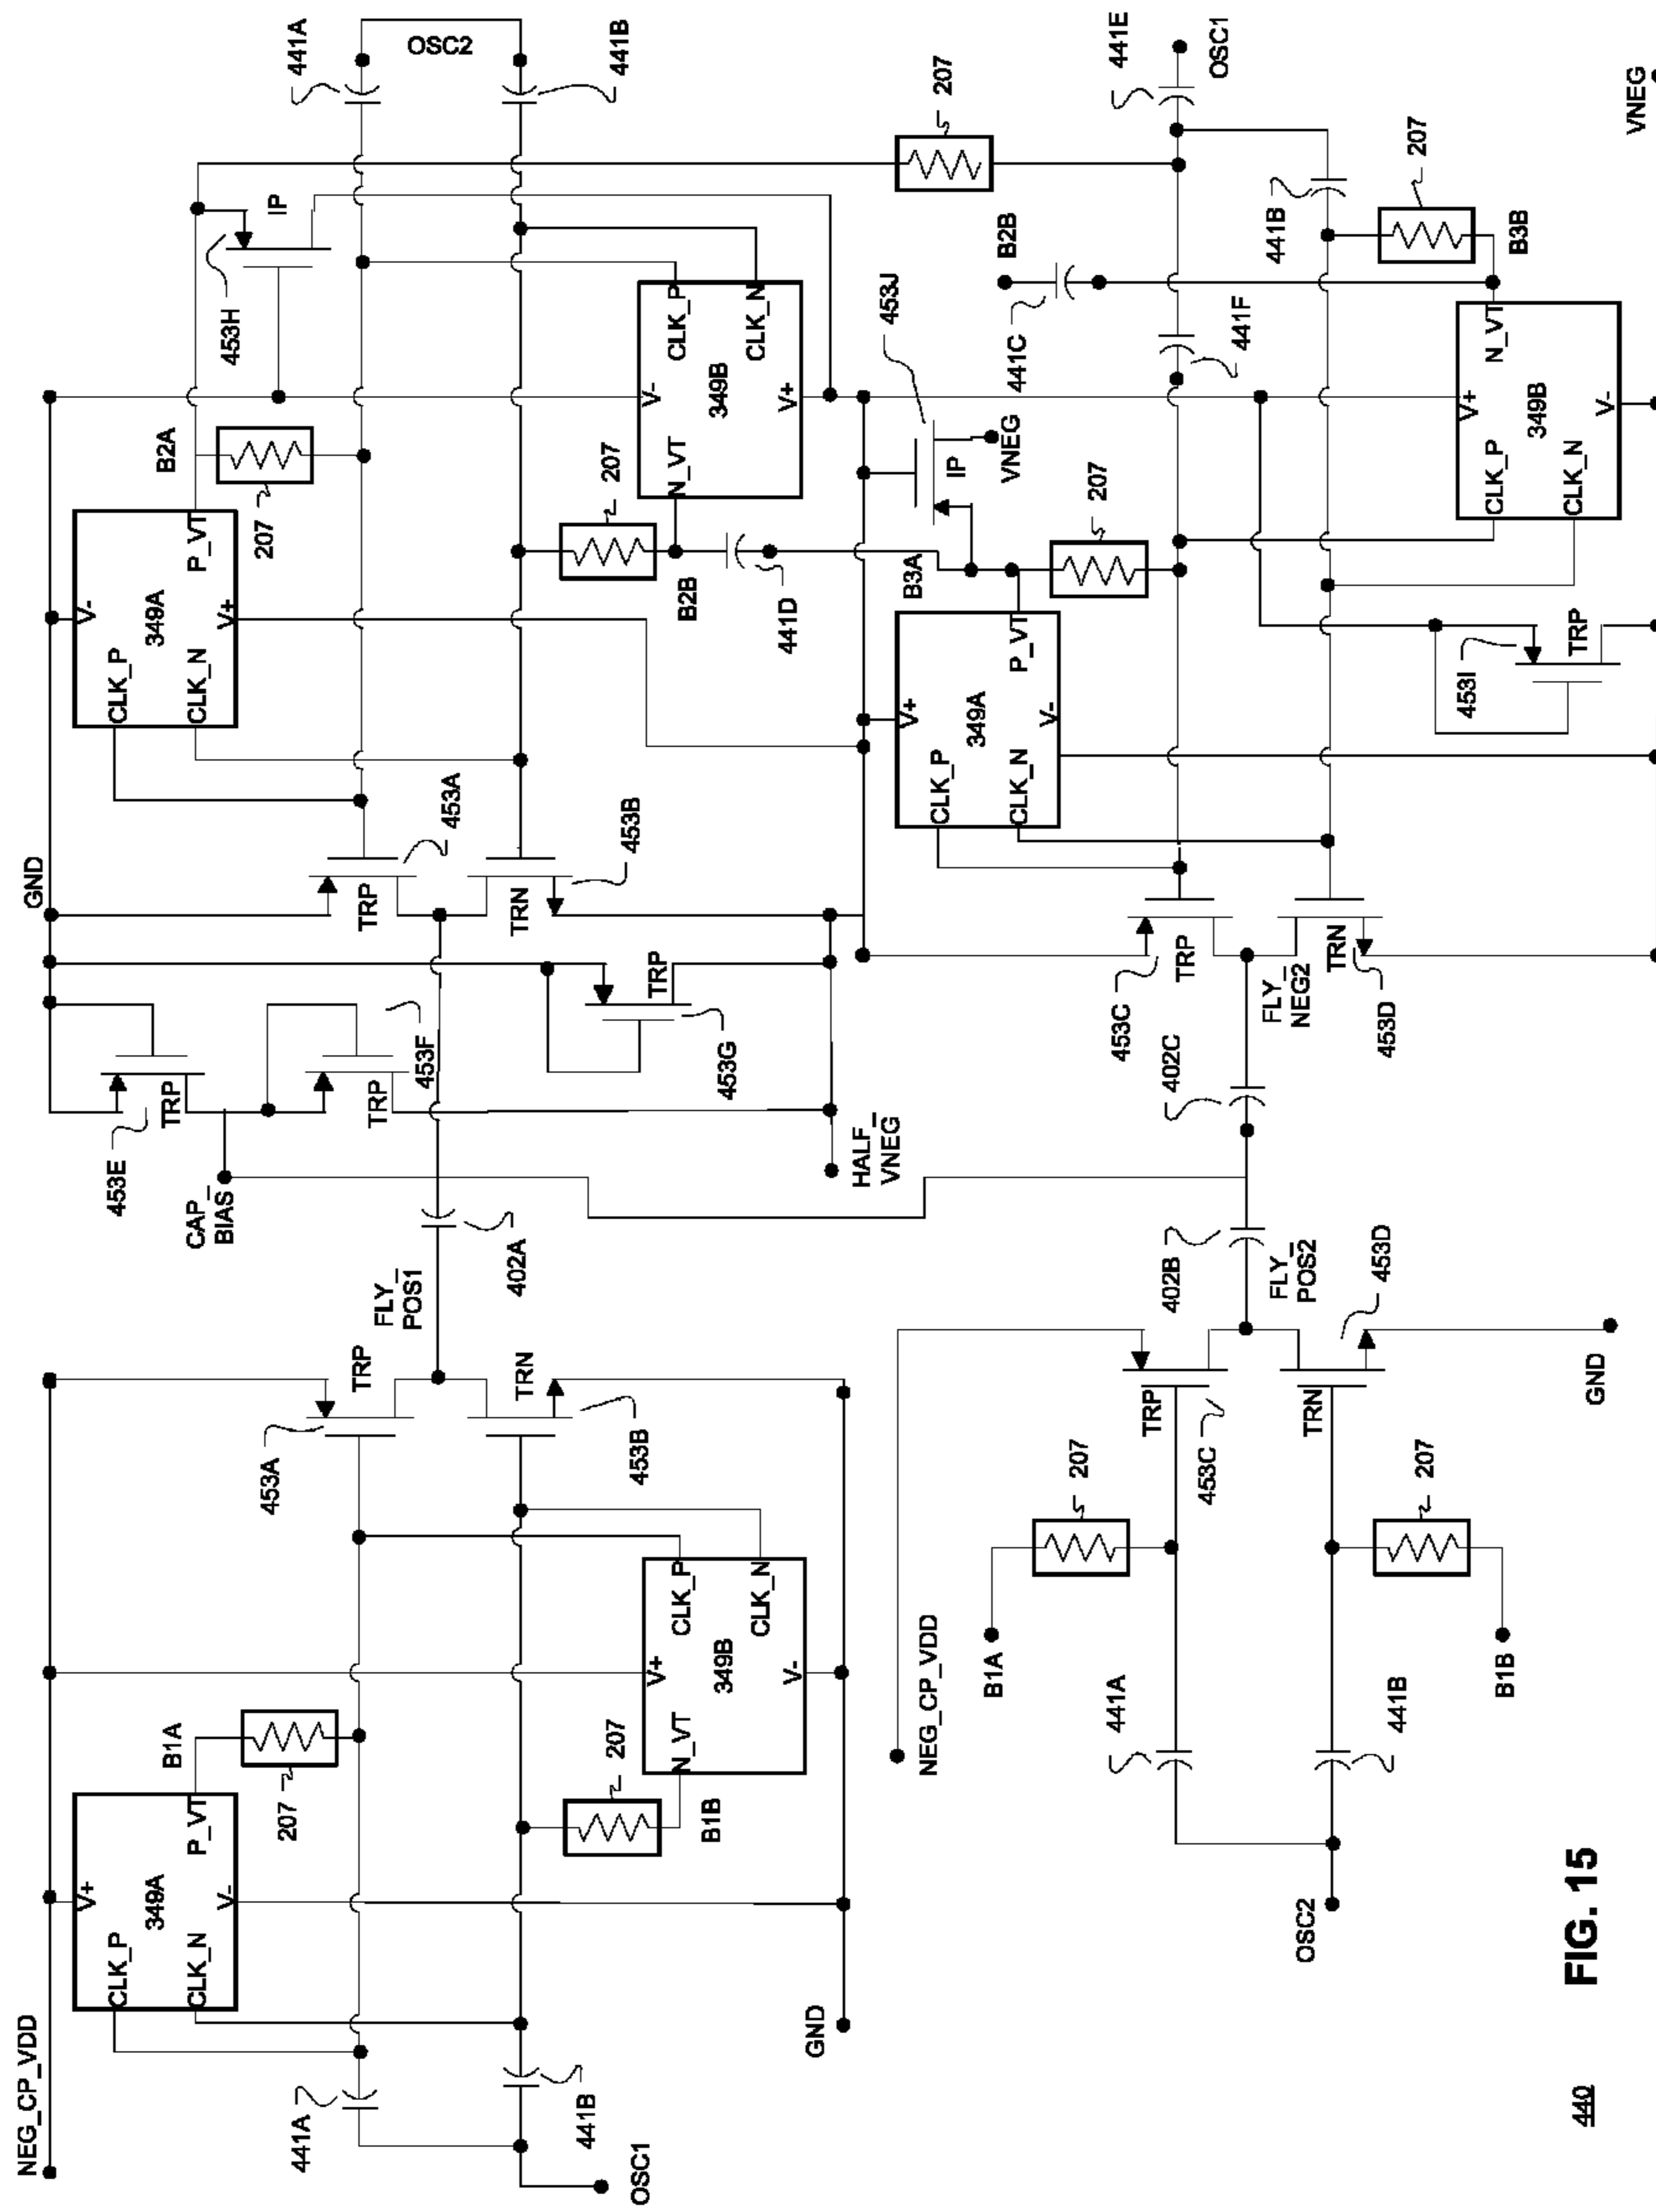 NEG_CP_VDD
V+
CLK_P
349A
P_VT
CLK_N
V-
B1A
207
441A
441B
OSC1
453A
TRP
TRN
453B
FLY_
POS1
207
B1B
V+
N_VT
CLK_P
349B
CLK_N
V-
GND
402A
CAP_
BIAS
453E
TRP
453F
TRP
453G
TRP
HALF_
VNEG
GND
453A
TRP
TRN
453B
V-
CLK_P
349A
P_VT
CLK_N
V+
B2A
207
453H
IP
441A
OSC2
441B
207
B2B
441D
V-
N_VT
CLK_P
349B
CLK_N
V+
207
NEG_CP_VDD
B1A
207
441A
441B
OSC2
B1B
207
TRP
453C
TRN
453D
FLY_
POS2
402B
GND
402C
FLY_
NEG2
453C
TRP
TRN
453D
V+
CLK_P
349A
P_VT
CLK_N
V-
B3A
207
453J
IP
VNEG
441C
B2B
441F
441E
OSC1
441B
207
B3B
V+
N_VT
CLK_P
349B
CLK_N
V-
453I
TRP
VNEG
440
FIG. 15